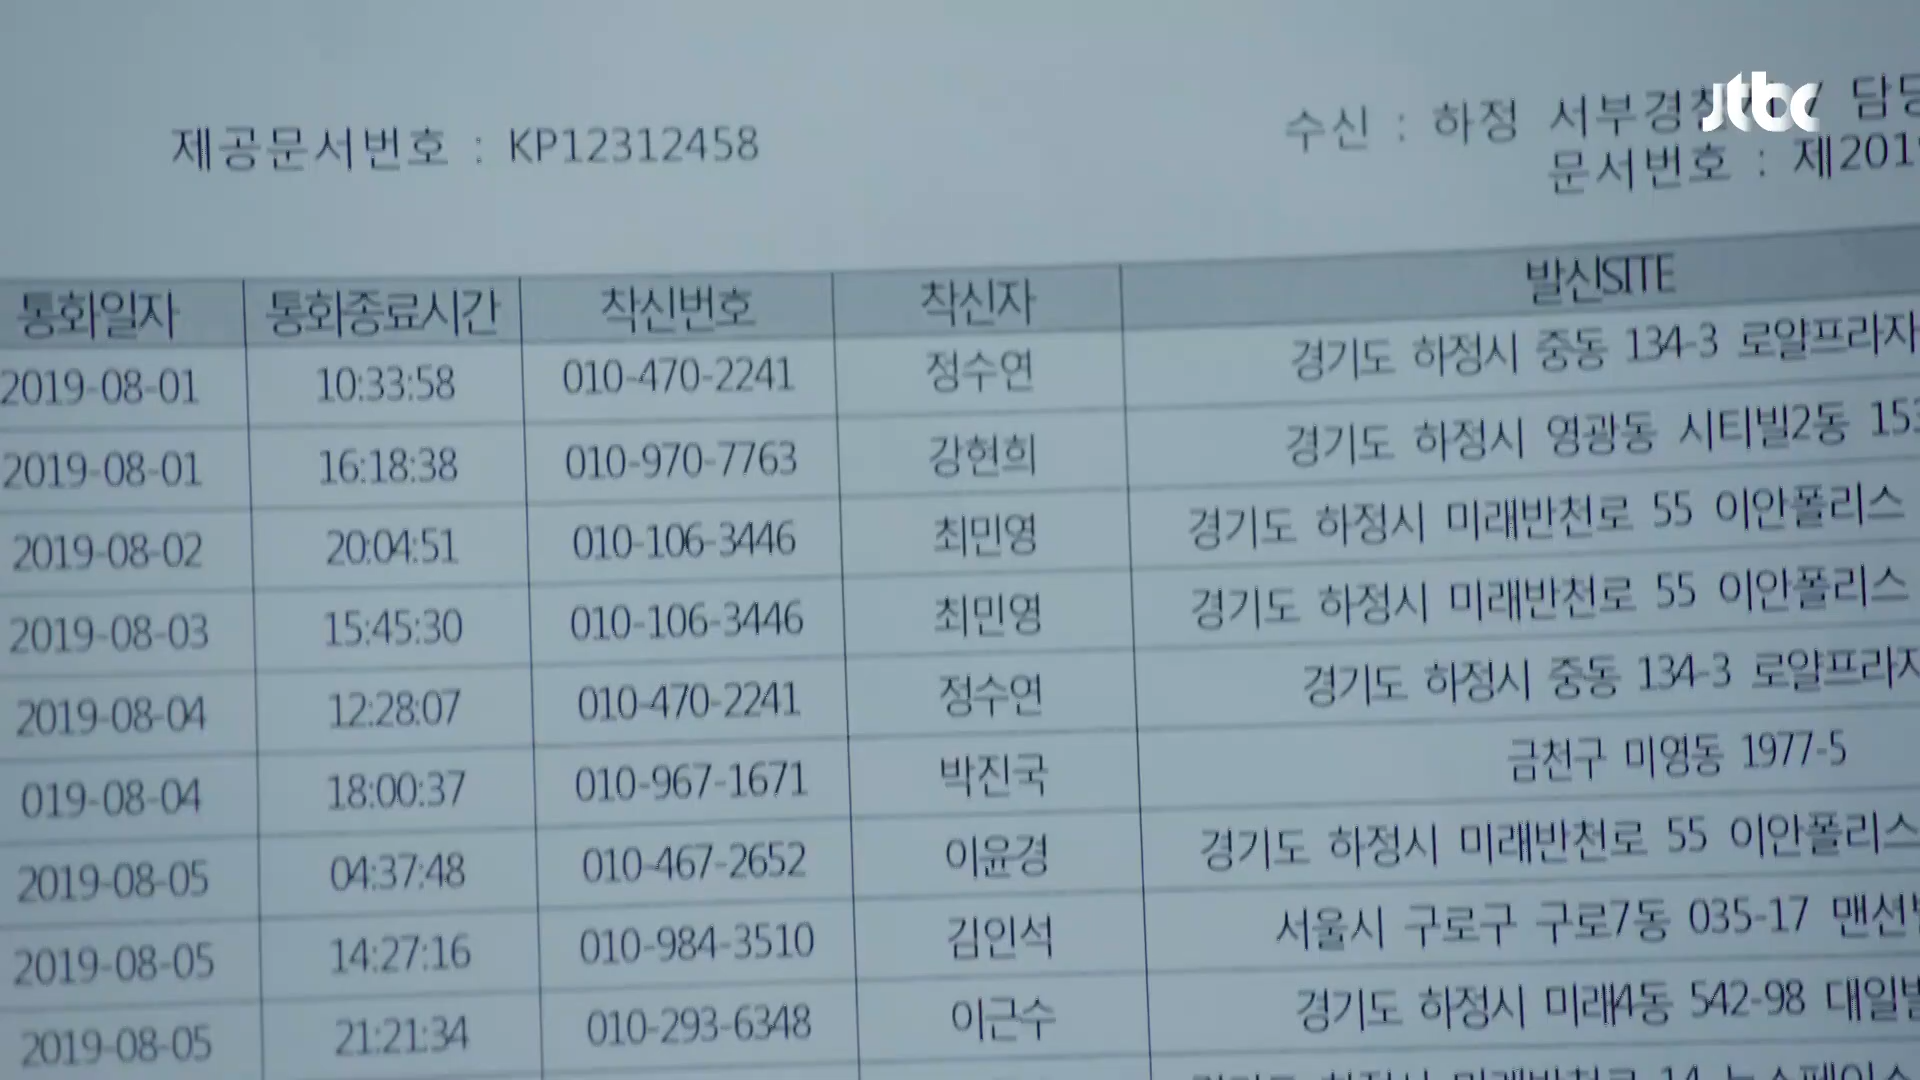 jtbc
제공문서번호 : KP12312458
수신 : 하정 서부경찰
문서번호 : 제201
통화일자 통화종료시간 착신번호 착신자 발신SITE
2019-08-01 10:33:58 010-470-2241 정수연 경기도 하정시 중동 134-3 로얄프라자
2019-08-01 16:18:38 010-970-7763 강현희 경기도 하정시 영광동 시티빌2동 153
2019-08-02 20:04:51 010-106-3446 최민영 경기도 하정시 미래반천로 55 이안폴리스
2019-08-03 15:45:30 010-106-3446 최민영 경기도 하정시 미래반천로 55 이안폴리스
2019-08-04 12:28:07 010-470-2241 정수연 경기도 하정시 중동 134-3 로얄프라자
019-08-04 18:00:37 010-967-1671 박진국 금천구 미영동 1977-5
2019-08-05 04:37:48 010-467-2652 이윤경 경기도 하정시 미래반천로 55 이안폴리스
2019-08-05 14:27:16 010-984-3510 김인석 서울시 구로구 구로7동 035-17 맨션
2019-08-05 21:21:34 010-293-6348 이근수 경기도 하정시 미래4동 542-98 대일빌